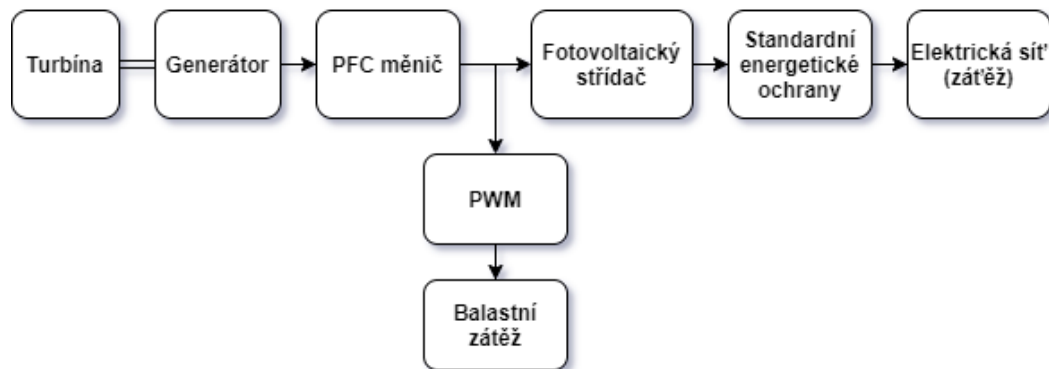 Turbína
Generátor
PFC měnič
Fotovoltaický
střídač
Standardní
energetické
ochrany
Elektrická síť
(zátěž)
PWM
Balastní
zátěž